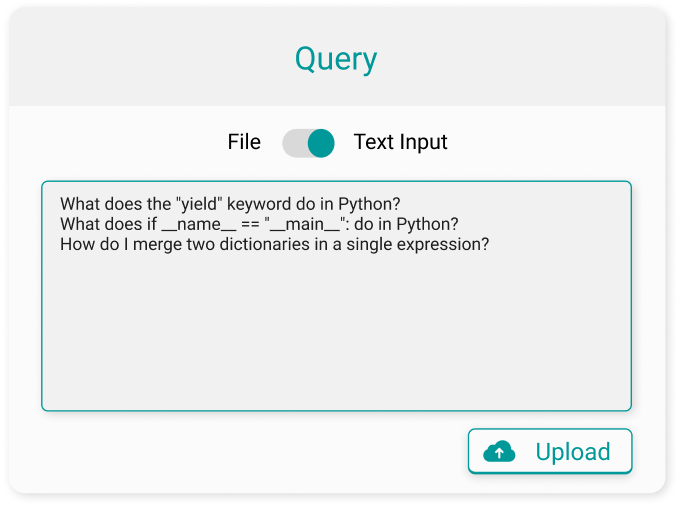 Query
File Text Input
What does the "yield" keyword do in Python?
What does if __name__ == "__main__": do in Python?
How do I merge two dictionaries in a single expression?
Upload